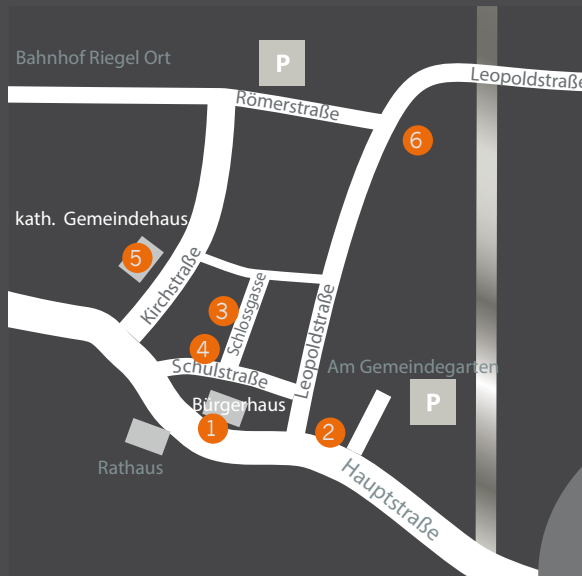 Bahnhof Riegel Ort
P
Leopoldstraße
Römerstraße
6
kath. Gemeindehaus
5
Kirchstraße
3
Schlossgasse
4
Schulstraße
Leopoldstraße
Am Gemeindegarten
Bürgerhaus
P
1
2
Rathaus
Hauptstraße